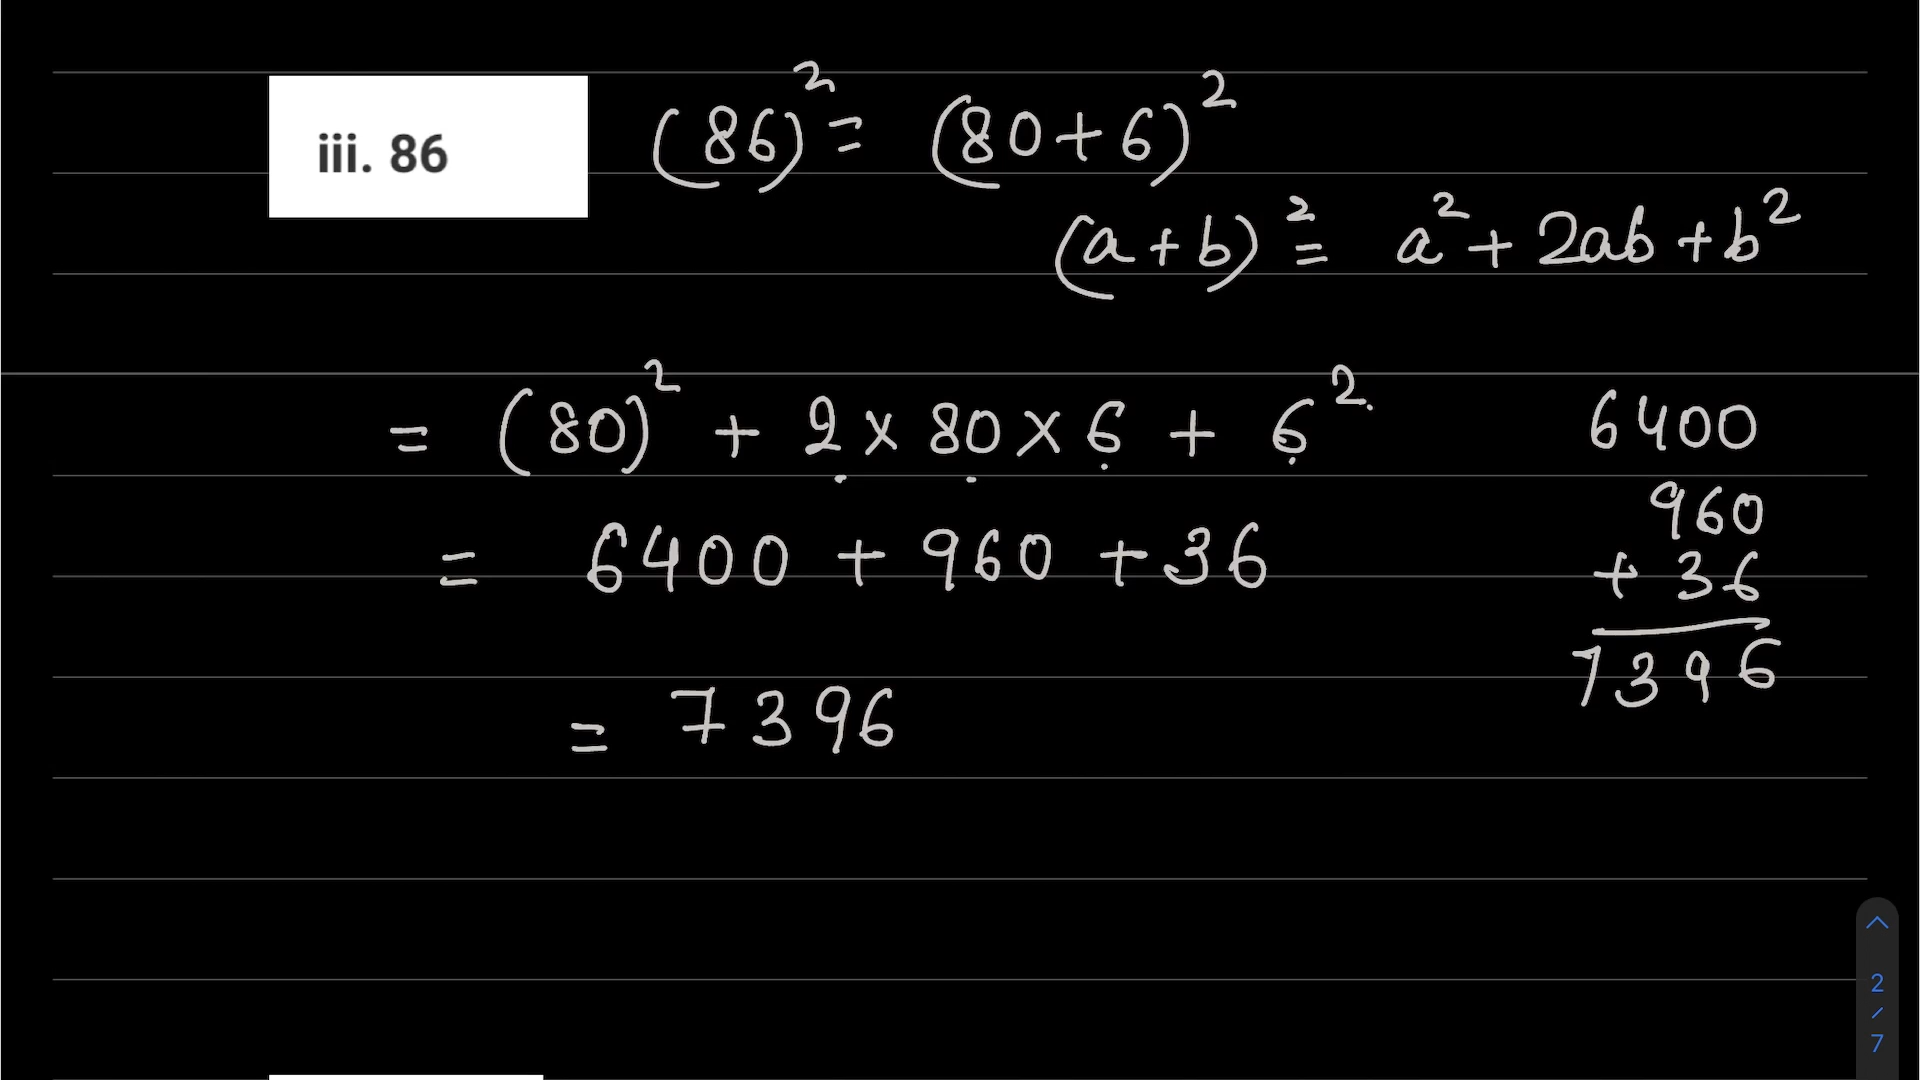 iii. 86 (86)² = (80+6)²
(a+b)² = a² + 2ab + b²
= (80)² + 2 × 80 × 6 + 6².
= 6400 + 960 + 36
= 7396
6400
960
+ 36
7396
2
/
7